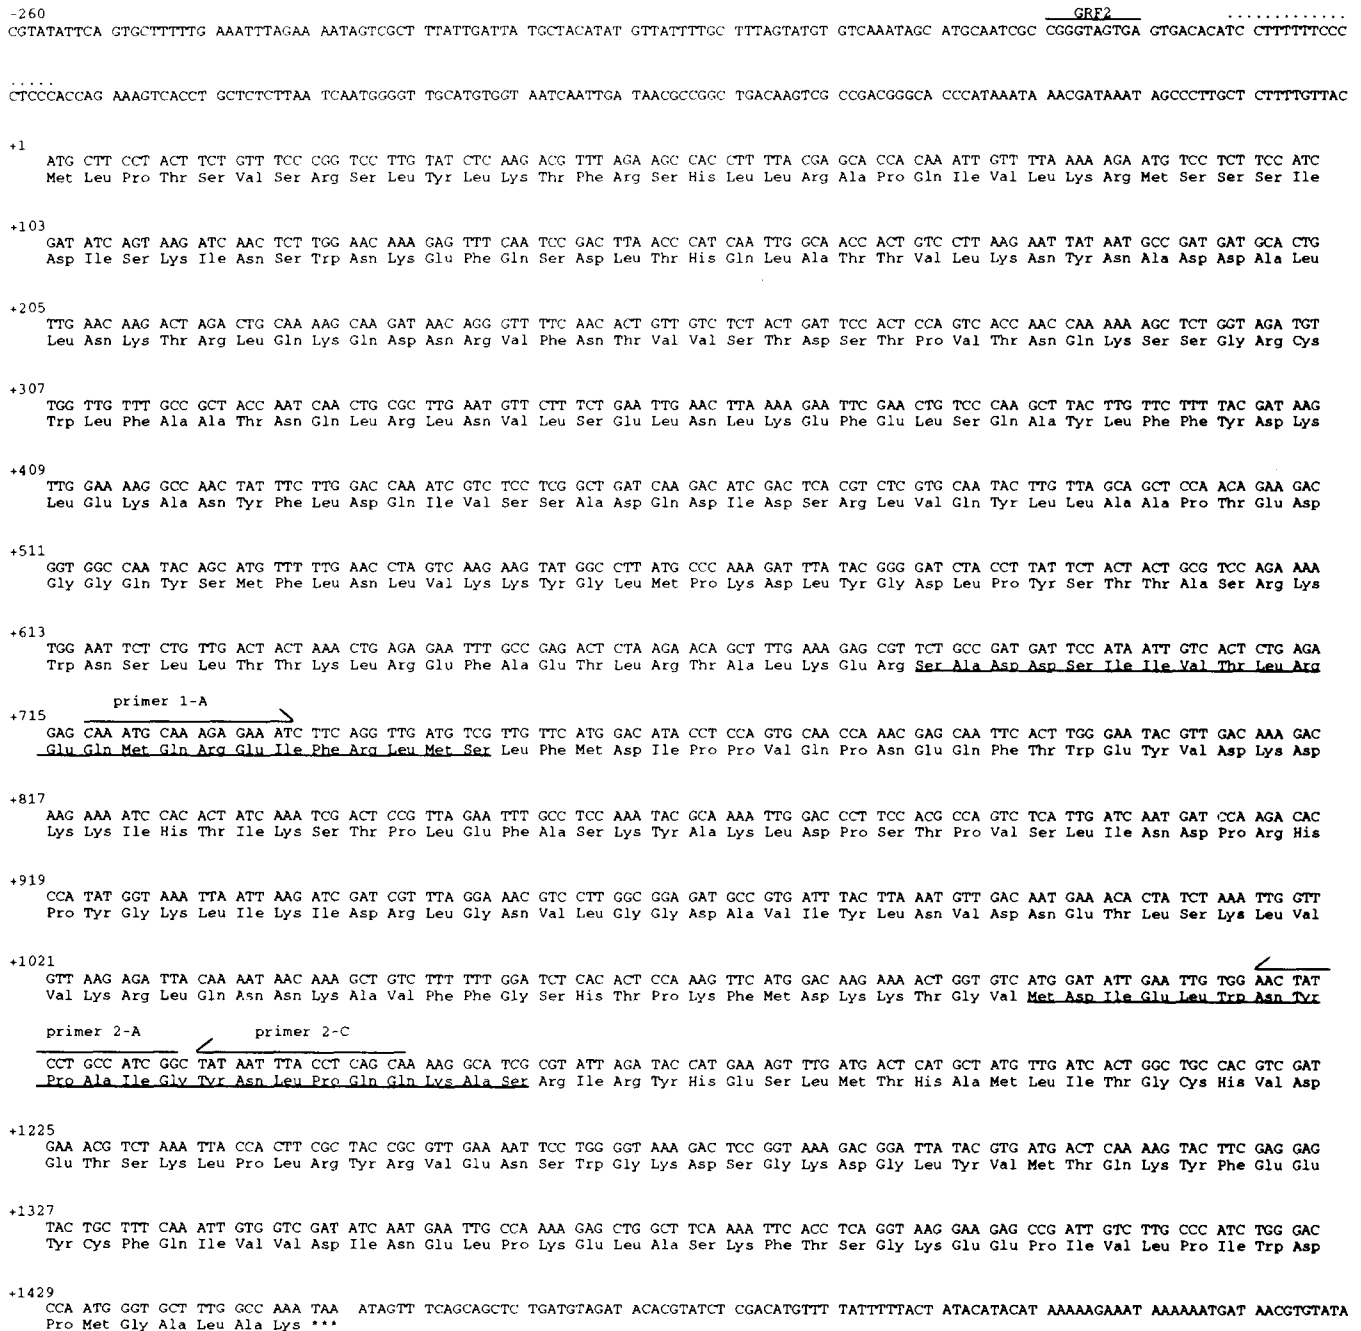 -260
GRF2
CGTATATTCA GTGCTTTTTG AAATTTAGAA AATAGTCGCT TTATTGATTA TGCTACATAT GTTATTTTGC TTTAGTATGT GTCAAATAGC ATGCAATCGC CGGGTAGTGA GTGACACATC CTTTTTTCCC
CTCCCACCAG AAAGTCACCT GCTCTCTTAA TCAATGGGGT TGCATGTGGT AATCAATTGA TAACGCCGGC TGACAAGTCG CCGACGGGCA CCCATAAATA AACGATAAAT AGCCCTTGCT CTTTTGTTAC
+1
ATG CTT CCT ACT TCT GTT TCC CGG TCC TTG TAT CTC AAG ACG TTT AGA AGC CAC CTT TTA CGA GCA CCA CAA ATT GTT TTA AAA AGA ATG TCC TCT TCC ATC
Met Leu Pro Thr Ser Val Ser Arg Ser Leu Tyr Leu Lys Thr Phe Arg Ser His Leu Leu Arg Ala Pro Gln Ile Val Leu Lys Arg Met Ser Ser Ser Ile
+103
GAT ATC AGT AAG ATC AAC TCT TGG AAC AAA GAG TTT CAA TCC GAC TTA ACC CAT CAA TTG GCA ACC ACT GTC CTT AAG AAT TAT AAT GCC GAT GAT GCA CTG
Asp Ile Ser Lys Ile Asn Ser Trp Asn Lys Glu Phe Gln Ser Asp Leu Thr His Gln Leu Ala Thr Thr Val Leu Lys Asn Tyr Asn Ala Asp Asp Ala Leu
+205
TTG AAC AAG ACT AGA CTG CAA AAG CAA GAT AAC AGG GTT TTC AAC ACT GTT GTC TCT ACT GAT TCC ACT CCA GTC ACC AAC CAA AAA AGC TCT GGT AGA TGT
Leu Asn Lys Thr Arg Leu Gln Lys Gln Asp Asn Arg Val Phe Asn Thr Val Val Ser Thr Asp Ser Thr Pro Val Thr Asn Gln Lys Ser Ser Gly Arg Cys
+307
TGG TTG TTT GCC GCT ACC AAT CAA CTG CGC TTG AAT GTT CTT TCT GAA TTG AAC TTA AAA GAA TTC GAA CTG TCC CAA GCT TAC TTG TTC TTT TAC GAT AAG
Trp Leu Phe Ala Ala Thr Asn Gln Leu Arg Leu Asn Val Leu Ser Glu Leu Asn Leu Lys Glu Phe Glu Leu Ser Gln Ala Tyr Leu Phe Phe Tyr Asp Lys
+409
TTG GAA AAG GCC AAC TAT TTC TTG GAC CAA ATC GTC TCC TCG GCT GAT CAA GAC ATC GAC TCA CGT CTC GTG CAA TAC TTG TTA GCA GCT CCA ACA GAA GAC
Leu Glu Lys Ala Asn Tyr Phe Leu Asp Gln Ile Val Ser Ser Ala Asp Gln Asp Ile Asp Ser Arg Leu Val Gln Tyr Leu Leu Ala Ala Pro Thr Glu Asp
+511
GGT GGC CAA TAC AGC ATG TTT TTG AAC CTA GTC AAG AAG TAT GGC CTT ATG CCC AAA GAT TTA TAC GGG GAT CTA CCT TAT TCT ACT ACT GCG TCC AGA AAA
Gly Gly Gln Tyr Ser Met Phe Leu Asn Leu Val Lys Lys Tyr Gly Leu Met Pro Lys Asp Leu Tyr Gly Asp Leu Pro Tyr Ser Thr Thr Ala Ser Arg Lys
+613
TGG AAT TCT CTG TTG ACT ACT AAA CTG AGA GAA TTT GCC GAG ACT CTA AGA ACA GCT TTG AAA GAG CGT TCT GCC GAT GAT TCC ATA ATT GTC ACT CTG AGA
Trp Asn Ser Leu Leu Thr Thr Lys Leu Arg Glu Phe Ala Glu Thr Leu Arg Thr Ala Leu Lys Glu Arg Ser Ala Asp Asp Ser Ile Ile Val Thr Leu Arg
primer 1-A
+715
GAG CAA ATG CAA AGA GAA ATC TTC AGG TTG ATG TCG TTG TTC ATG GAC ATA CCT CCA GTG CAA CCA AAC GAG CAA TTC ACT TGG GAA TAC GTT GAC AAA GAC
Glu Gln Met Gln Arg Glu Ile Phe Arg Leu Met Ser Leu Phe Met Asp Ile Pro Pro Val Gln Pro Asn Glu Gln Phe Thr Trp Glu Tyr Val Asp Lys Asp
+817
AAG AAA ATC CAC ACT ATC AAA TCG ACT CCG TTA GAA TTT GCC TCC AAA TAC GCA AAA TTG GAC CCT TCC ACG CCA GTC TCA TTG ATC AAT GAT CCA AGA CAC
Lys Lys Ile His Thr Ile Lys Ser Thr Pro Leu Glu Phe Ala Ser Lys Tyr Ala Lys Leu Asp Pro Ser Thr Pro Val Ser Leu Ile Asn Asp Pro Arg His
+919
CCA TAT GGT AAA TTA ATT AAG ATC GAT CGT TTA GGA AAC GTC CTT GGC GGA GAT GCC GTG ATT TAC TTA AAT GTT GAC AAT GAA ACA CTA TCT AAA TTG GTT
Pro Tyr Gly Lys Leu Ile Lys Ile Asp Arg Leu Gly Asn Val Leu Gly Gly Asp Ala Val Ile Tyr Leu Asn Val Asp Asn Glu Thr Leu Ser Lys Leu Val
+1021
GTT AAG AGA TTA CAA AAT AAC AAA GCT GTC TTT TTT GGA TCT CAC ACT CCA AAG TTC ATG GAC AAG AAA ACT GGT GTC ATG GAT ATT GAA TTG TGG AAC TAT
Val Lys Arg Leu Gln Asn Asn Lys Ala Val Phe Phe Gly Ser His Thr Pro Lys Phe Met Asp Lys Lys Thr Gly Val Met Asp Ile Glu Leu Trp Asn Tyr
primer 2-A primer 2-C
CCT GCC ATC GGC TAT AAT TTA CCT CAG CAA AAG GCA TCG CGT ATT AGA TAC CAT GAA AGT TTG ATG ACT CAT GCT ATG TTG ATC ACT GGC TGC CAC GTC GAT
Pro Ala Ile Gly Tyr Asn Leu Pro Gln Gln Lys Ala Ser Arg Ile Arg Tyr His Glu Ser Leu Met Thr His Ala Met Leu Ile Thr Gly Cys His Val Asp
+1225
GAA ACG TCT AAA TTA CCA CTT CGC TAC CGC GTT GAA AAT TCC TGG GGT AAA GAC TCC GGT AAA GAC GGA TTA TAC GTG ATG ACT CAA AAG TAC TTC GAG GAG
Glu Thr Ser Lys Leu Pro Leu Arg Tyr Arg Val Glu Asn Ser Trp Gly Lys Asp Ser Gly Lys Asp Gly Leu Tyr Val Met Thr Gln Lys Tyr Phe Glu Glu
+1327
TAC TGC TTT CAA ATT GTG GTC GAT ATC AAT GAA TTG CCA AAA GAG CTG GCT TCA AAA TTC ACC TCA GGT AAG GAA GAG CCG ATT GTC TTG CCC ATC TGG GAC
Tyr Cys Phe Gln Ile Val Val Asp Ile Asn Glu Leu Pro Lys Glu Leu Ala Ser Lys Phe Thr Ser Gly Lys Glu Glu Pro Ile Val Leu Pro Ile Trp Asp
+1429
CCA ATG GGT GCT TTG GCC AAA TAA ATAGTT TCAGCAGCTC TGATGTAGAT ACACGTATCT CGACATGTTT TATTTTTACT ATACATACAT AAAAAGAAAT AAAAAATGAT AACGTGTATA
Pro Met Gly Ala Leu Ala Lys ***